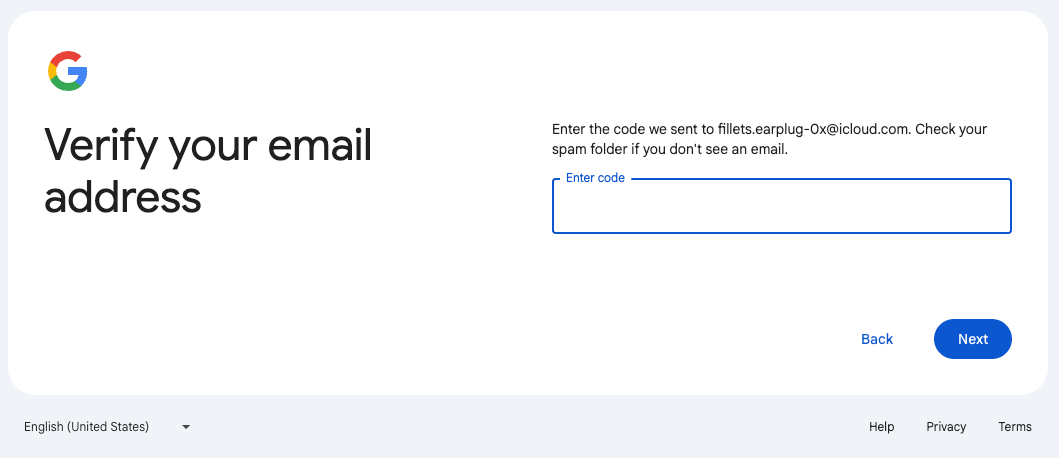 Verify your email
address
Enter the code we sent to fillets.earplug-0x@icloud.com. Check your
spam folder if you don't see an email.
Enter code
Back
Next
English (United States)
Help
Privacy
Terms